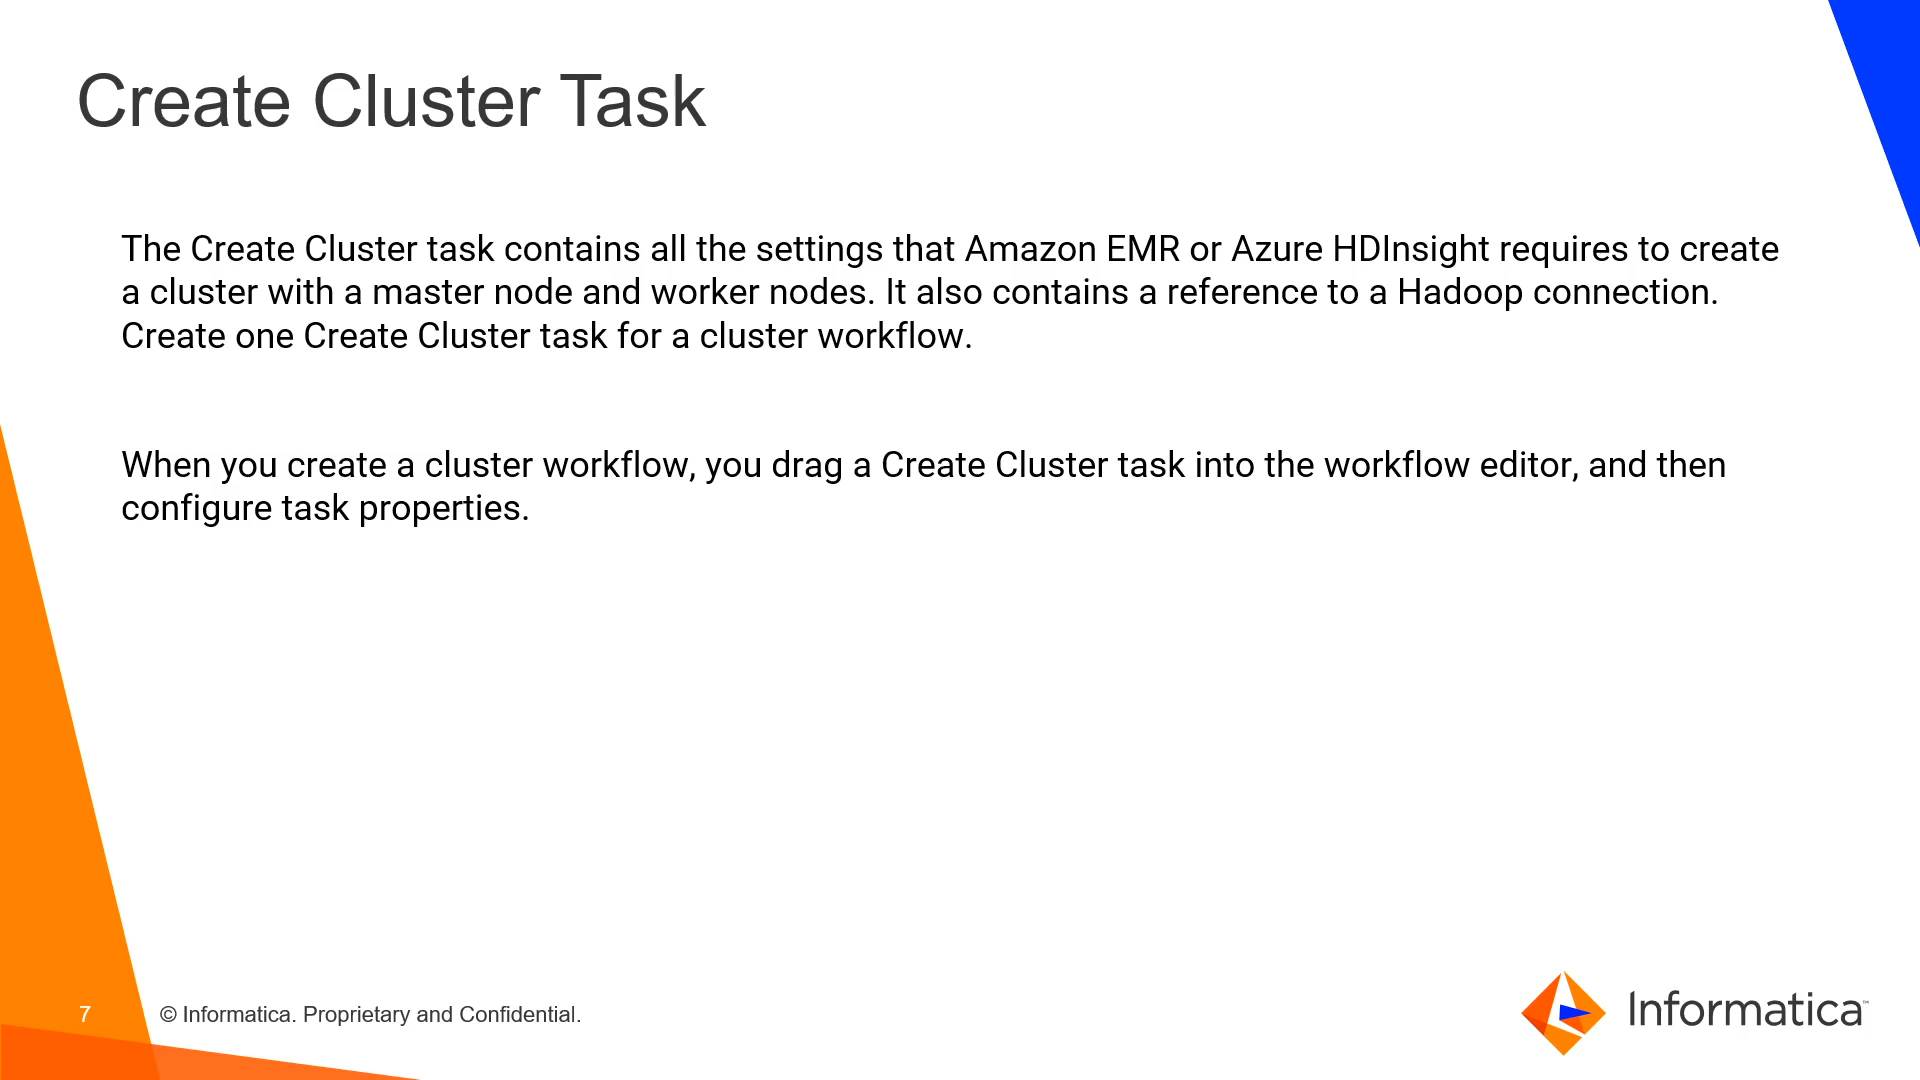 Create Cluster Task
The Create Cluster task contains all the settings that Amazon EMR or Azure HDInsight requires to create
a cluster with a master node and worker nodes. It also contains a reference to a Hadoop connection.
Create one Create Cluster task for a cluster workflow.
When you create a cluster workflow, you drag a Create Cluster task into the workflow editor, and then
configure task properties.
7
© Informatica. Proprietary and Confidential.
Informatica™